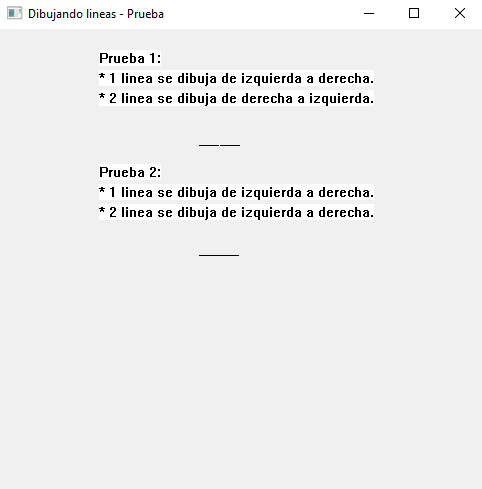 Dibujando lineas - Prueba
Prueba 1:
* 1 linea se dibuja de izquierda a derecha.
* 2 linea se dibuja de derecha a izquierda.
Prueba 2:
* 1 linea se dibuja de izquierda a derecha.
* 2 linea se dibuja de izquierda a derecha.